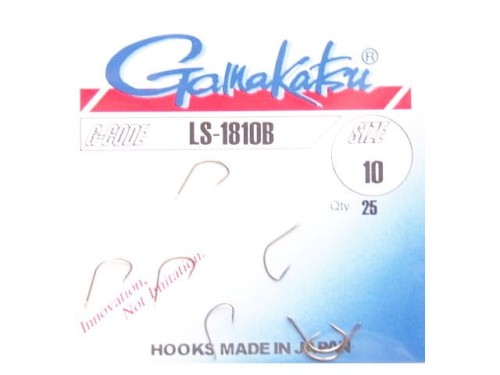 Gamakatsu®
G-CODE LS-1810B SIZE
10
Qty 25
Innovation,
Not Imitation.
HOOKS MADE IN JAPAN